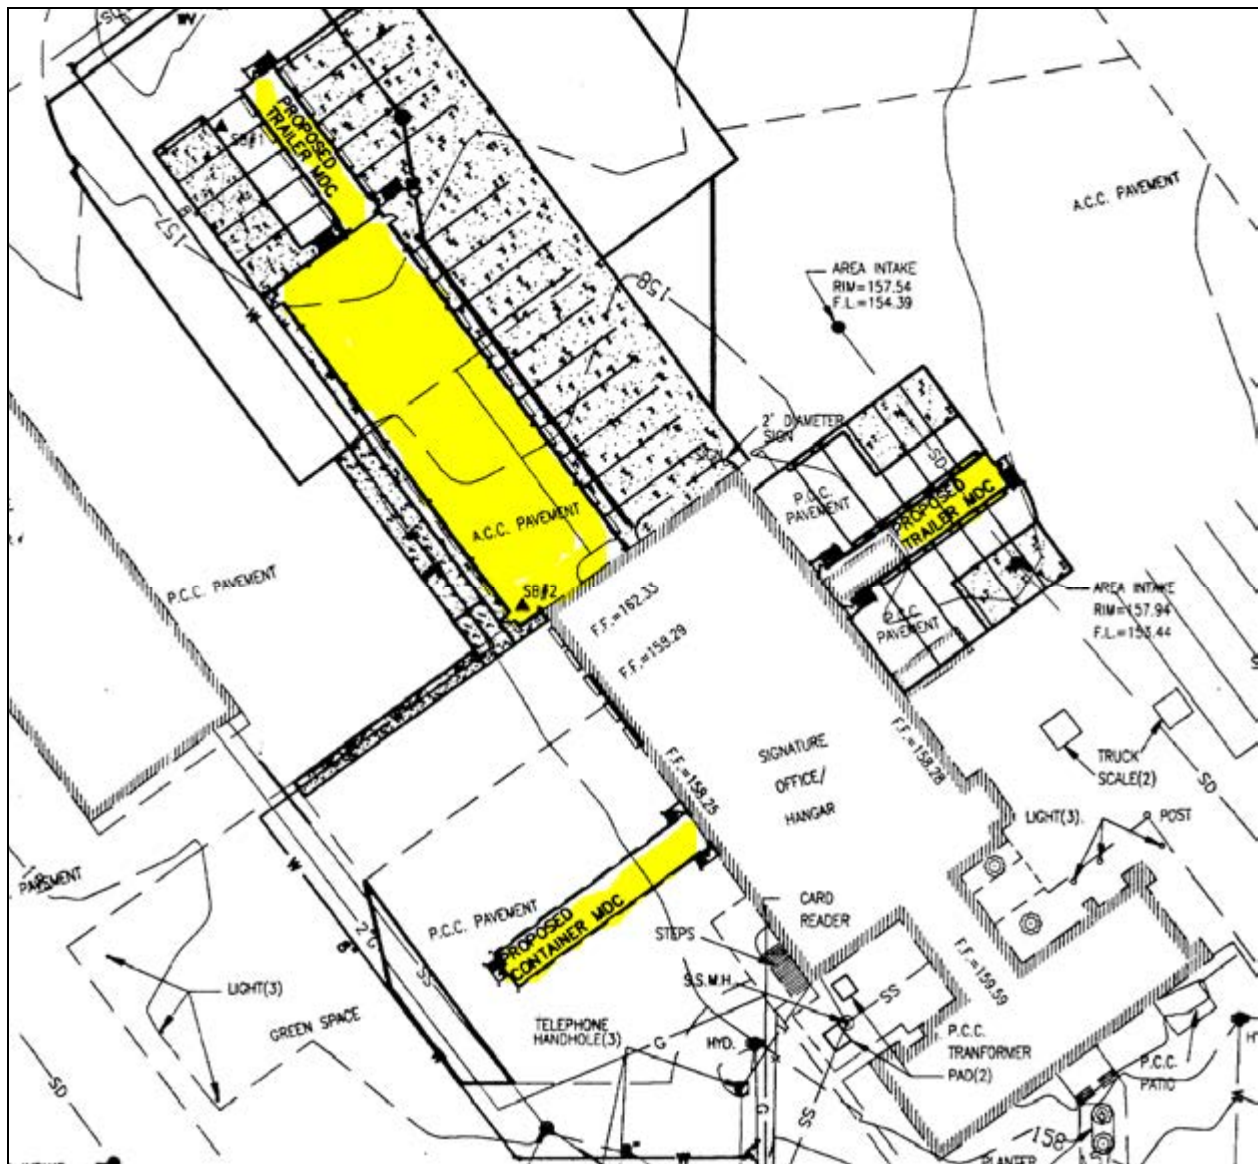 WV
PROPOSED
TRAILER MDC
SB#1
157
W
A.C.C. PAVEMENT
158
AREA INTAKE
RIM=157.54
F.L.=154.39
2" DIAMETER
SIGN
SD
P.C.C.
PAVEMENT
PROPOSED
TRAILER MDC
A.C.C. PAVEMENT
SB#2
P.C.C. PAVEMENT
P.C.C.
PAVEMENT
AREA INTAKE
RIM=157.94
F.L.=153.44
F.F.=162.33
F.F.=158.29
SIGNATURE
OFFICE/
HANGAR
F.F.=158.28
F.F.=158.25
TRUCK
SCALE(2)
SD
LIGHT(3).
POST
W
PAVEMENT
P.C.C. PAVEMENT
PROPOSED
CONTAINER MDC
CARD
READER
STEPS
2"G
SS
S.S.M.H.
SS
F.F.=159.59
LIGHT(3)
GREEN SPACE
TELEPHONE
HANDHOLE(3)
G
HYD.
P.C.C.
TRANFORMER
PAD(2)
P.C.C.
PATIO
W
SD
G
SS
158
W
PLANTER